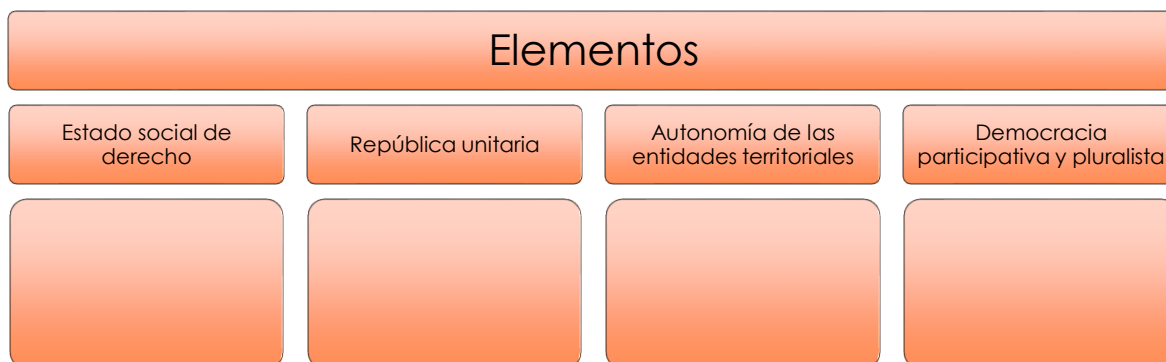 Elementos
Estado social de
derecho
República unitaria
Autonomía de las
entidades territoriales
Democracia
participativa y pluralista